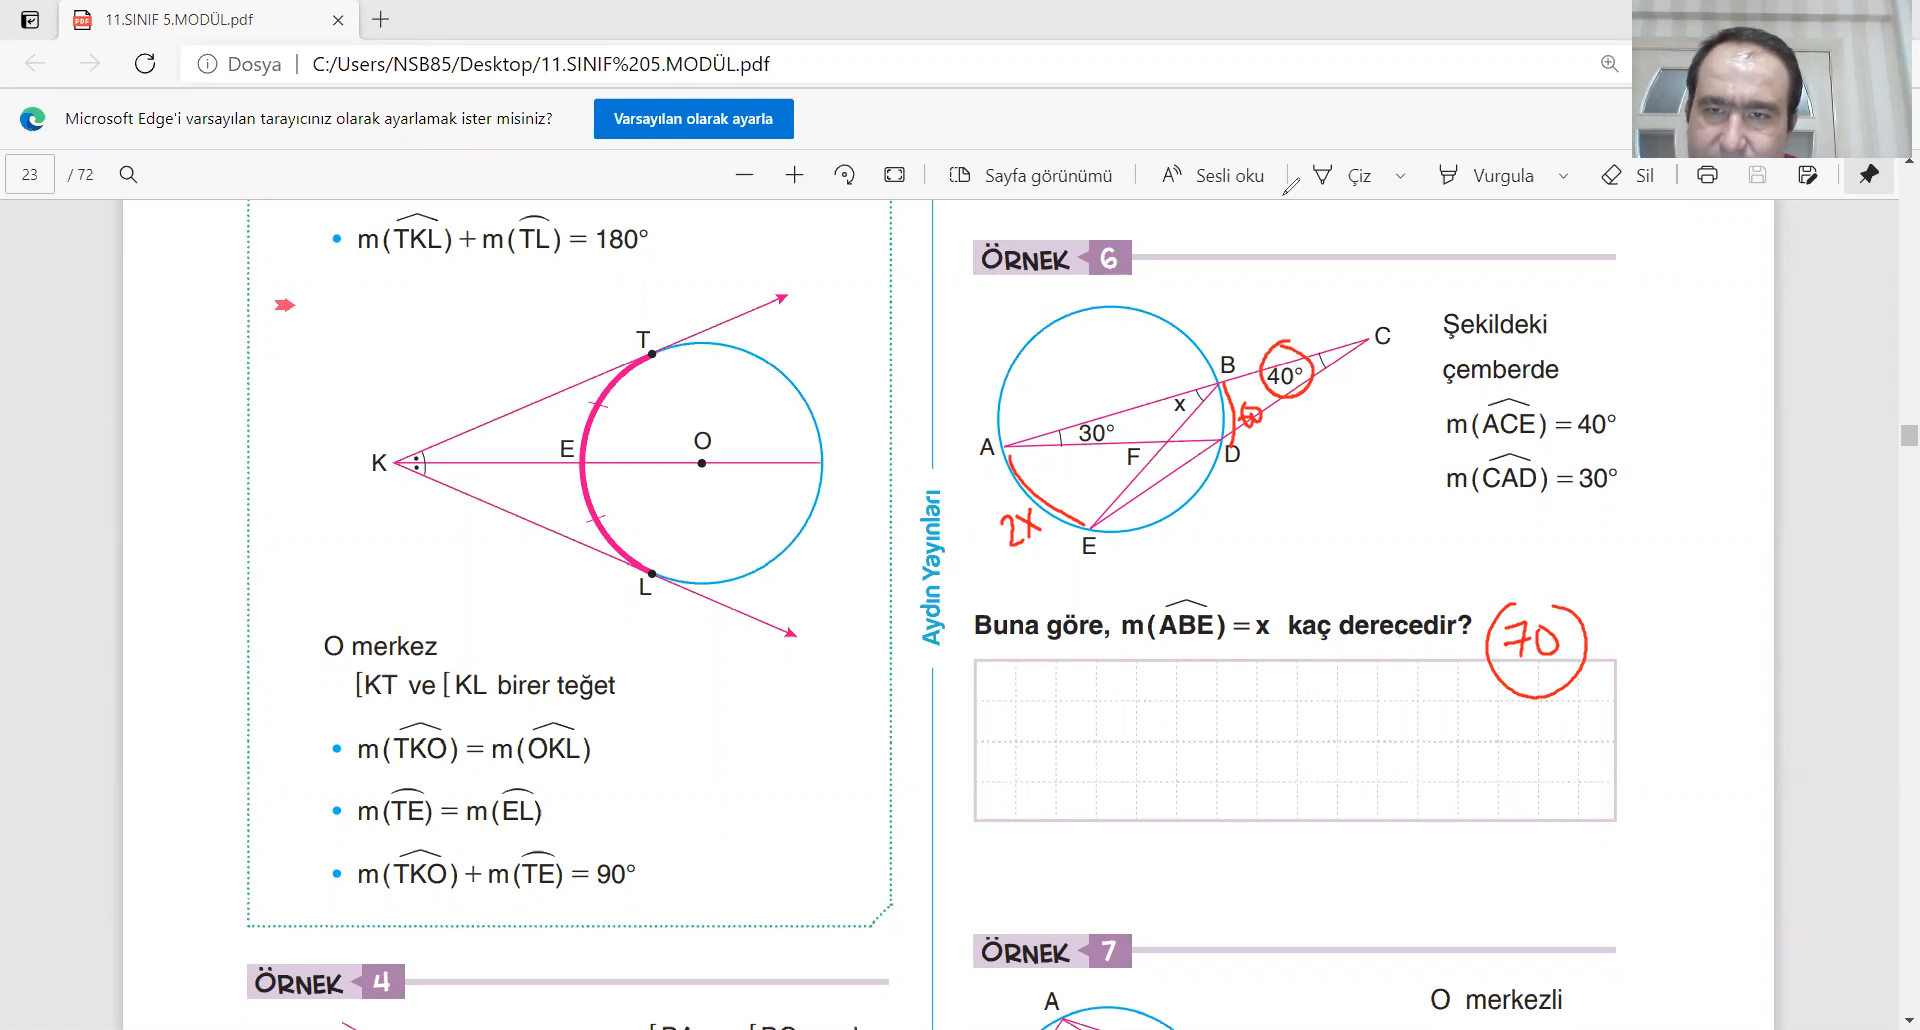 11.SINIF 5.MODÜL.pdf
Dosya | C:/Users/NSB85/Desktop/11.SINIF%205.MODÜL.pdf
Microsoft Edge'i varsayılan tarayıcınız olarak ayarlamak ister misiniz? Varsayılan olarak ayarla
23 / 72 Sayfa görünümü Sesli oku Çiz Vurgula Sil
m(TKL) + m(TL) = 180°
T
K
E
O
L
O merkez
[KT ve [KL birer teğet
m(TKO) = m(OKL)
m(TE) = m(EL)
m(TKO) + m(TE) = 90°
ÖRNEK 4
Aydın Yayınları
ÖRNEK 6
C
B
40°
x
30°
A
F
D
2x
E
Şekildeki
çemberde
m(ACE) = 40°
m(CAD) = 30°
Buna göre, m(ABE) = x kaç derecedir?
70
ÖRNEK 7
A
O merkezli